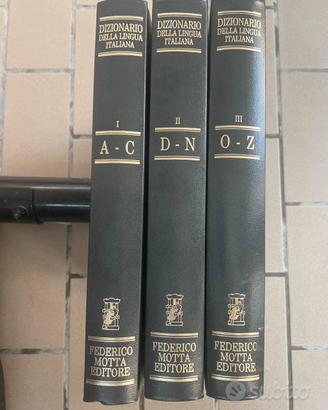 DIZIONARIO
DELLA LINGUA
ITALIANA
I
A-C
FEDERICO
MOTTA
EDITORE
DIZIONARIO
DELLA LINGUA
ITALIANA
II
D-N
FEDERICO
MOTTA
EDITORE
DIZIONARIO
DELLA LINGUA
ITALIANA
III
O-Z
FEDERICO
MOTTA
EDITORE
subito